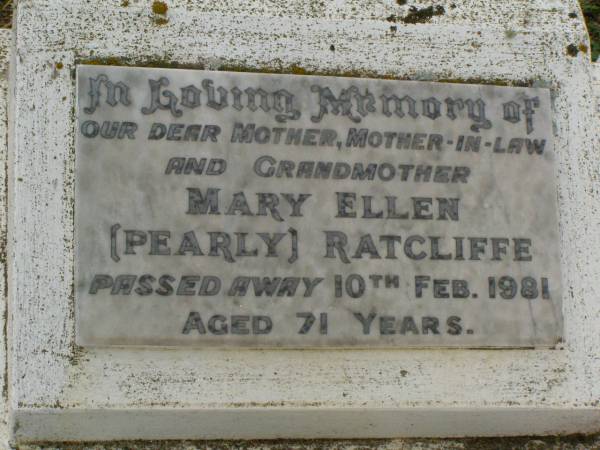 In Loving Memory of
OUR DEAR MOTHER, MOTHER-IN-LAW
AND GRANDMOTHER
MARY ELLEN
(PEARLY) RATCLIFFE
PASSED AWAY 10TH FEB. 1981
AGED 71 YEARS.